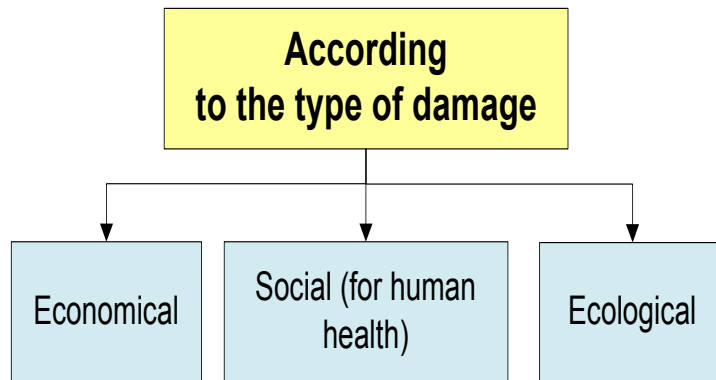 According
to the type of damage
Economical
Social (for human
health)
Ecological